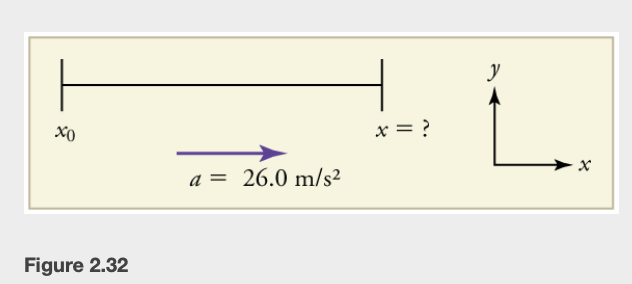 y
x₀
x = ?
x
a = 26.0 m/s²
Figure 2.32